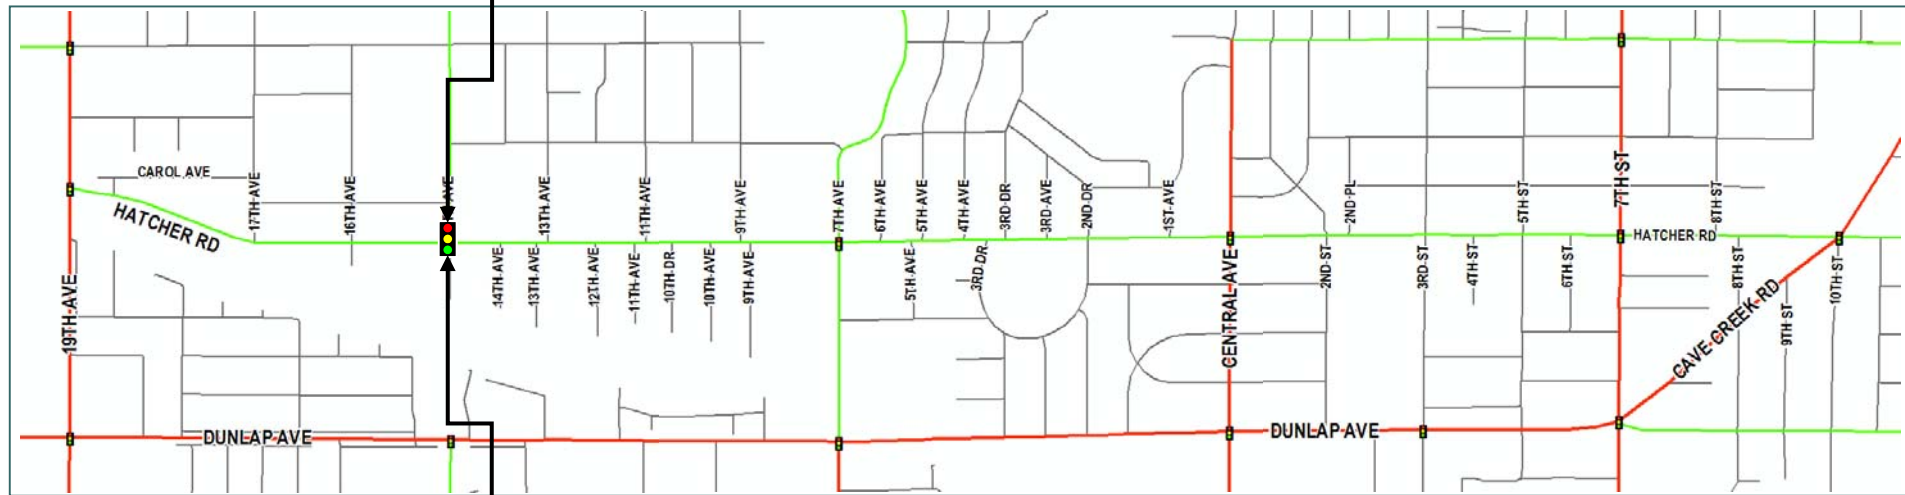 CAROL AVE
HATCHER RD
19TH AVE
17TH AVE
16TH AVE
AVE
13TH AVE
11TH AVE
9TH AVE
7TH AVE
6TH AVE
5TH AVE
4TH AVE
3RD DR
3RD AVE
2ND DR
1ST AVE
2ND PL
5TH ST
7TH ST
8TH ST
HATCHER RD
14TH AVE
13TH AVE
12TH AVE
11TH AVE
10TH DR
10TH AVE
9TH AVE
5TH AVE
3RD DR
CENTRAL AVE
2ND ST
3RD ST
4TH ST
6TH ST
8TH ST
9TH ST
10TH ST
CAVE CREEK RD
DUNLAP AVE
DUNLAP AVE